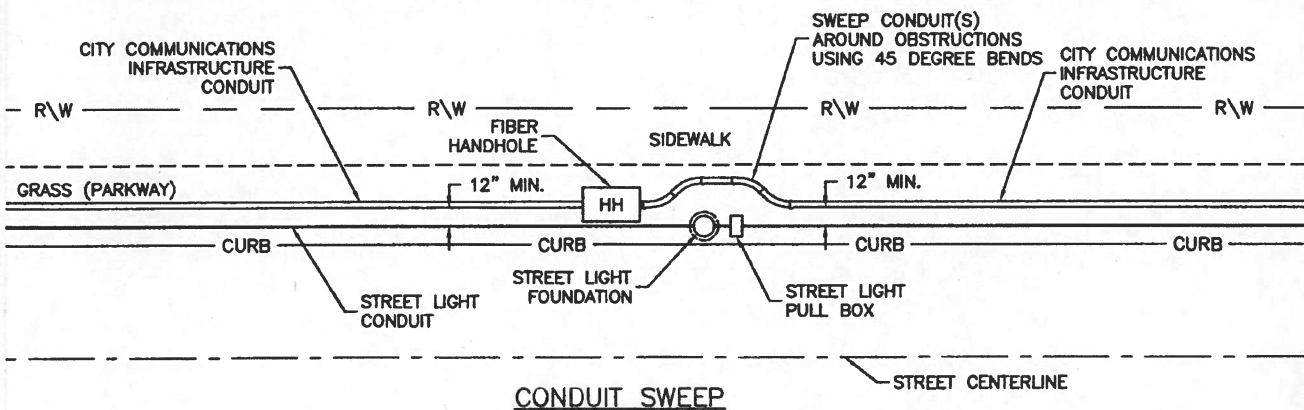 SWEEP CONDUIT(S)
AROUND OBSTRUCTIONS
USING 45 DEGREE BENDS
CITY COMMUNICATIONS
INFRASTRUCTURE
CONDUIT
CITY COMMUNICATIONS
INFRASTRUCTURE
CONDUIT
R\W
R\W
R\W
R\W
FIBER
HANDHOLE
SIDEWALK
GRASS (PARKWAY)
12" MIN.
HH
12" MIN.
CURB
CURB
CURB
CURB
STREET LIGHT
FOUNDATION
STREET LIGHT
PULL BOX
STREET LIGHT
CONDUIT
STREET CENTERLINE
CONDUIT SWEEP